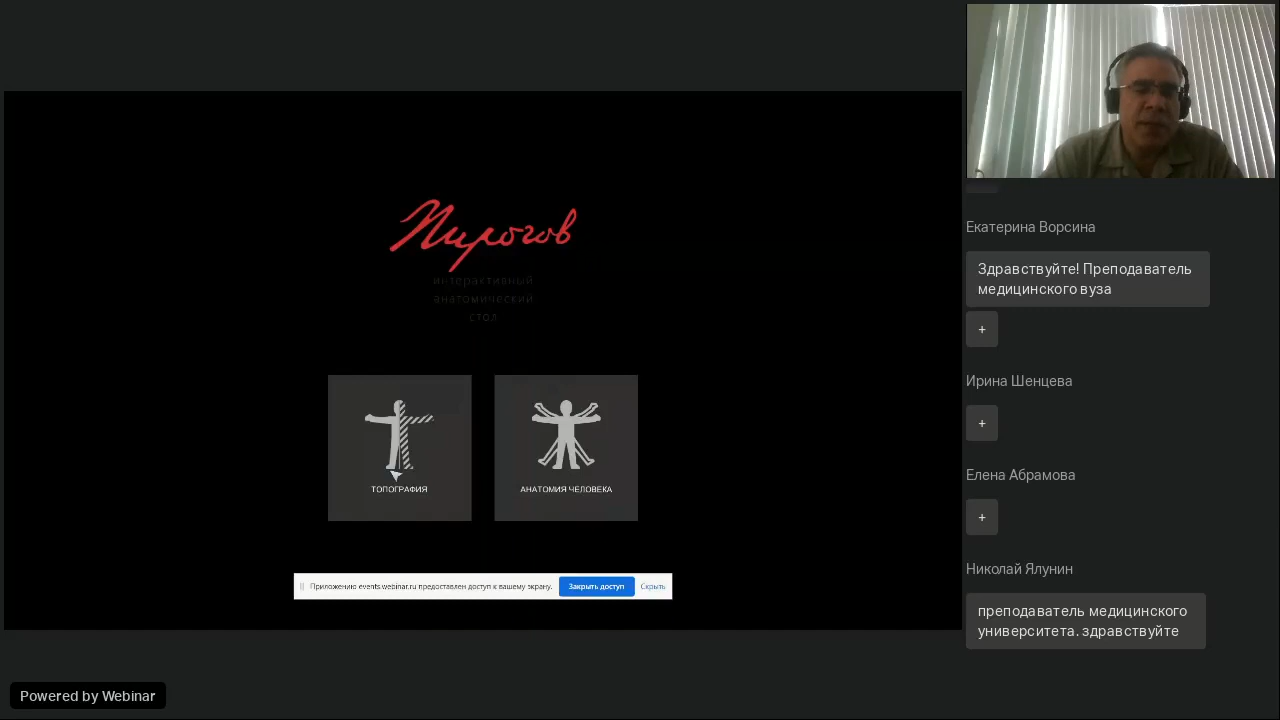 Пирогов
интерактивный
анатомический
стол
ТОПОГРАФИЯ
АНАТОМИЯ ЧЕЛОВЕКА
Приложению events.webinar.ru предоставлен доступ к вашему экрану.
Закрыть доступ
Скрыть
Екатерина Ворсина
Здравствуйте! Преподаватель
медицинского вуза
+
Ирина Шенцева
+
Елена Абрамова
+
Николай Ялунин
преподаватель медицинского
университета. здравствуйте
Powered by Webinar